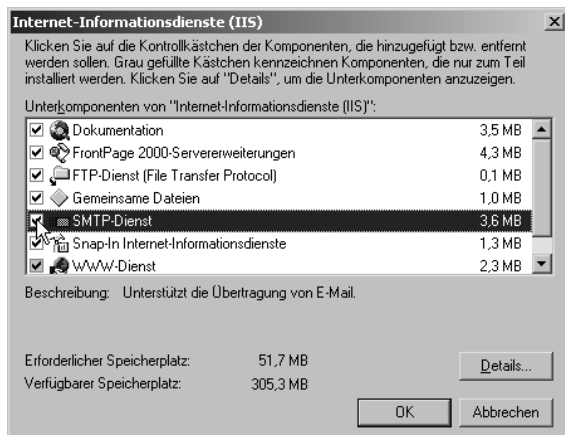 Internet-Informationsdienste (IIS)
Klicken Sie auf die Kontrollkästchen der Komponenten, die hinzugefügt bzw. entfernt
werden sollen. Grau gefüllte Kästchen kennzeichnen Komponenten, die nur zum Teil
installiert werden. Klicken Sie auf "Details", um die Unterkomponenten anzuzeigen.
Unterkomponenten von "Internet-Informationsdienste (IIS)":
Dokumentation 3,5 MB
FrontPage 2000-Servererweiterungen 4,3 MB
FTP-Dienst (File Transfer Protocol) 0,1 MB
Gemeinsame Dateien 1,0 MB
SMTP-Dienst 3,6 MB
Snap-In Internet-Informationsdienste 1,3 MB
WWW-Dienst 2,3 MB
Beschreibung: Unterstützt die Übertragung von E-Mail.
Erforderlicher Speicherplatz: 51,7 MB
Verfügbarer Speicherplatz: 305,3 MB
Details...
OK Abbrechen